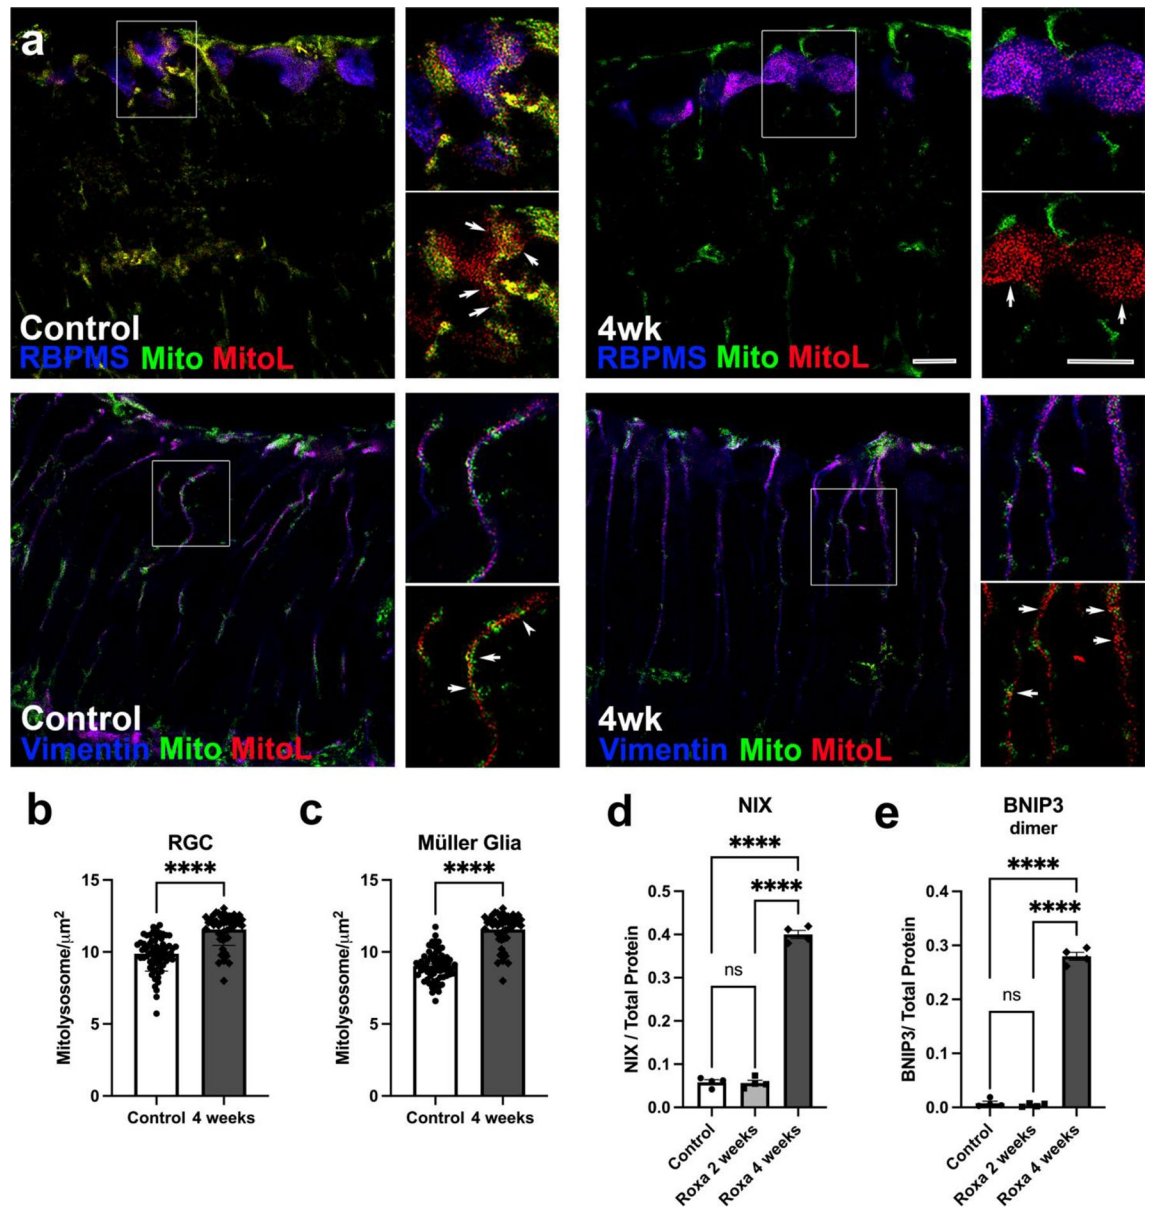 a
Control
RBPMS Mito MitoL
4wk
RBPMS Mito MitoL
Control
Vimentin Mito MitoL
4wk
Vimentin Mito MitoL
b
RGC
****
Mitolysosome/μm²
15
10
5
0
Control 4 weeks
c
Müller Glia
****
Mitolysosome/μm²
15
10
5
0
Control 4 weeks
d
NIX
****
****
ns
NIX / Total Protein
0.5
0.4
0.3
0.2
0.1
0.0
Control
Roxa 2 weeks
Roxa 4 weeks
e
BNIP3
dimer
****
****
ns
BNIP3/ Total Protein
0.4
0.3
0.2
0.1
0.0
Control
Roxa 2 weeks
Roxa 4 weeks